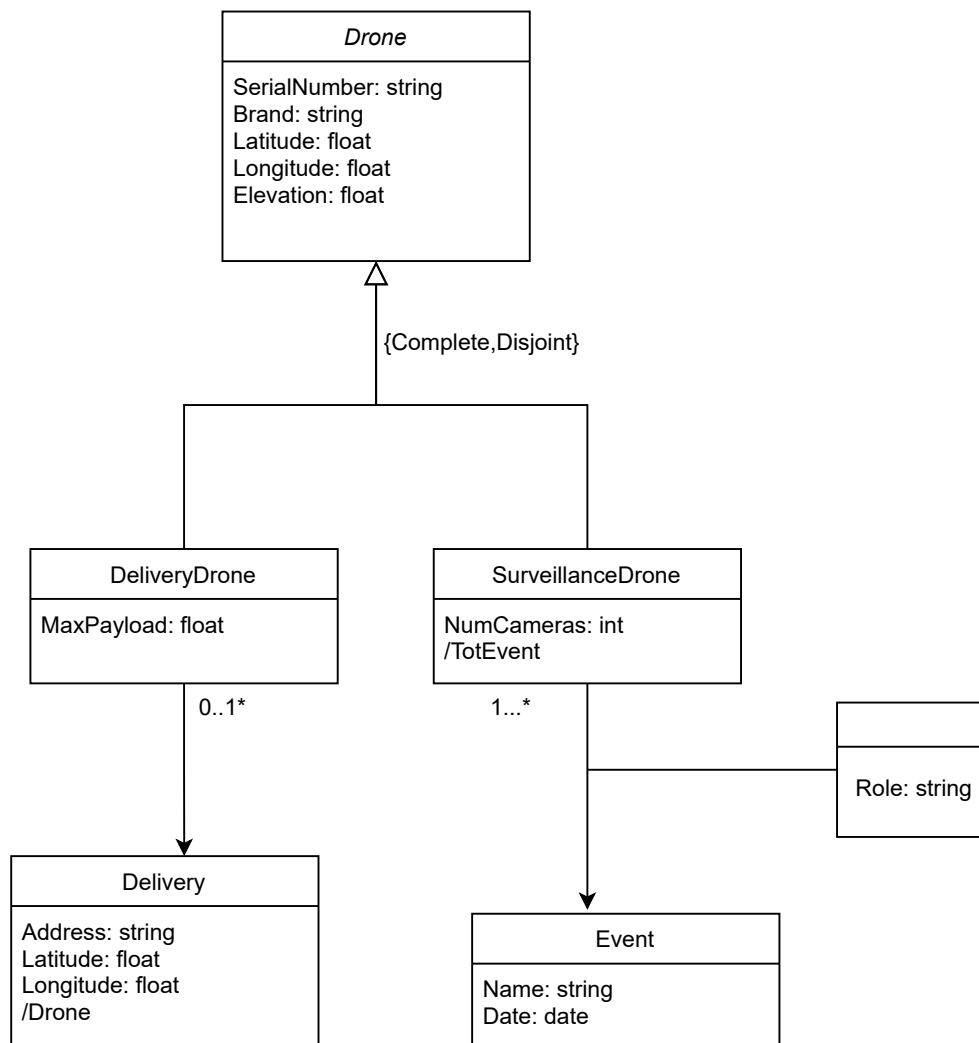 Drone
SerialNumber: string
Brand: string
Latitude: float
Longitude: float
Elevation: float
{Complete,Disjoint}
DeliveryDrone
MaxPayload: float
SurveillanceDrone
NumCameras: int
/TotEvent
0..1*
1...*
Role: string
Delivery
Address: string
Latitude: float
Longitude: float
/Drone
Event
Name: string
Date: date